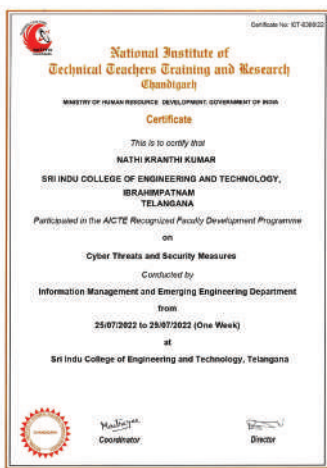 National Institute of
Technical Teachers Training and Research
Chandigarh
MINISTRY OF HUMAN RESOURCE DEVELOPMENT, GOVERNMENT OF INDIA
Certificate
This is to certify that
NATHI KRANTHI KUMAR
SRI INDU COLLEGE OF ENGINEERING AND TECHNOLOGY,
IBRAHIMPATNAM
TELANGANA
Participated in the AICTE Recognized Faculty Development Programme
on
Cyber Threats and Security Measures
Conducted by
Information Management and Emerging Engineering Department
from
25/07/2022 to 29/07/2022 (One Week)
at
Sri Indu College of Engineering and Technology, Telangana
Coordinator
Director